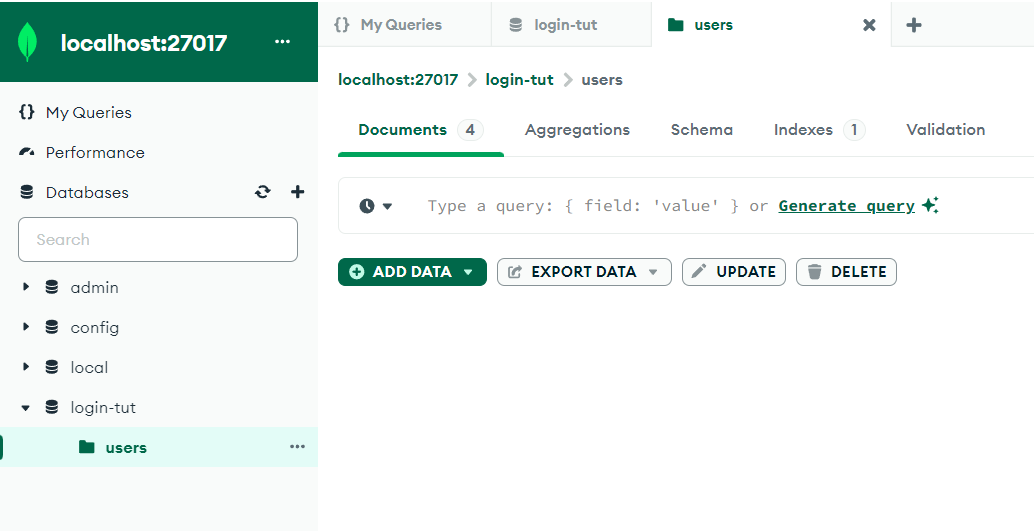 localhost:27017
My Queries
Performance
Databases
Search
admin
config
local
login-tut
users
My Queries
login-tut
users
localhost:27017 login-tut users
Documents 4 Aggregations Schema Indexes 1 Validation
Type a query: { field: 'value' } or Generate query
ADD DATA EXPORT DATA UPDATE DELETE